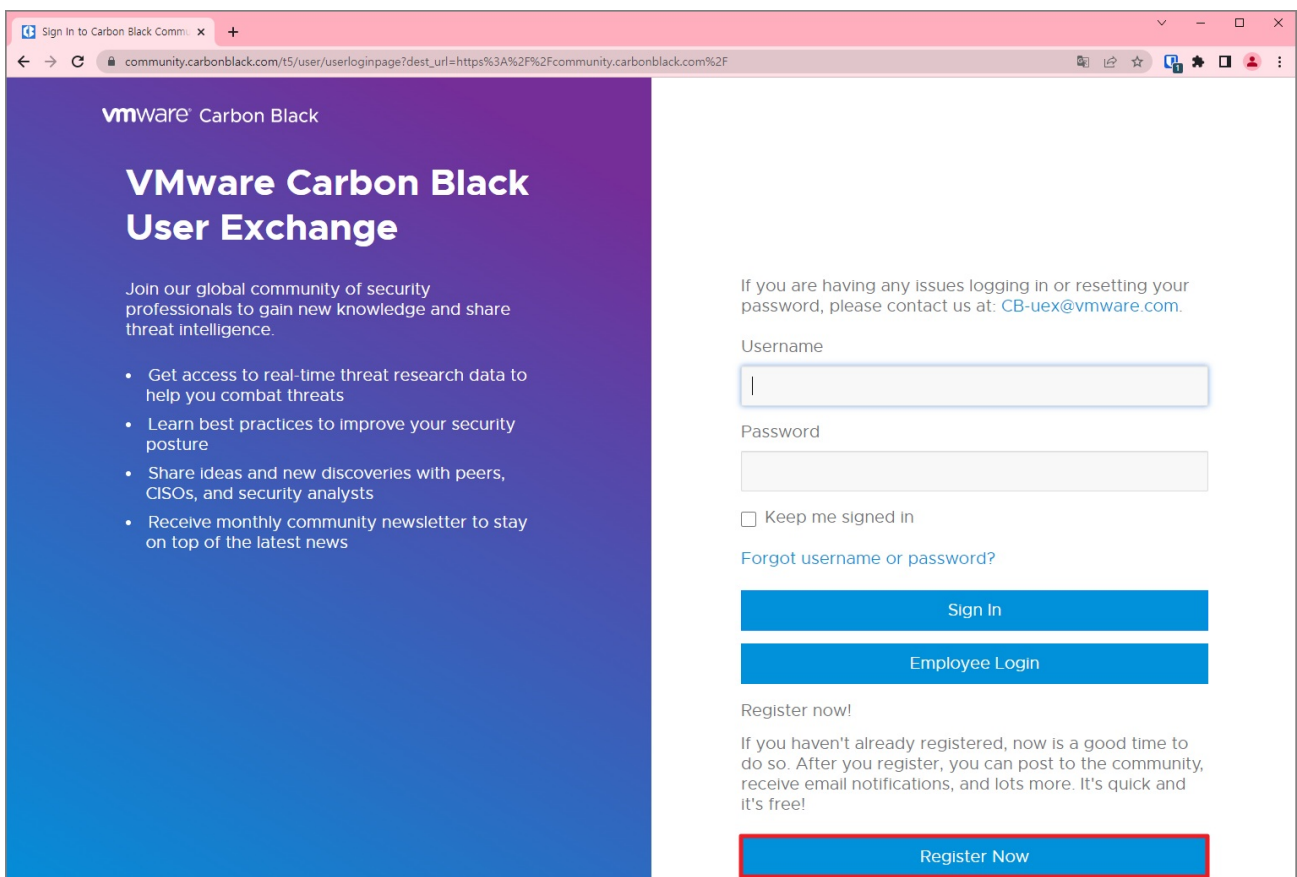 Sign In to Carbon Black Commu
community.carbonblack.com/t5/user/userloginpage?dest_url=https%3A%2F%2Fcommunity.carbonblack.com%2F
1
vmware® Carbon Black
VMware Carbon Black
User Exchange
Join our global community of security
professionals to gain new knowledge and share
threat intelligence.
• Get access to real-time threat research data to
help you combat threats
• Learn best practices to improve your security
posture
• Share ideas and new discoveries with peers,
CISOs, and security analysts
• Receive monthly community newsletter to stay
on top of the latest news
If you are having any issues logging in or resetting your
password, please contact us at: CB-uex@vmware.com.
Username
Password
Keep me signed in
Forgot username or password?
Sign In
Employee Login
Register now!
If you haven't already registered, now is a good time to
do so. After you register, you can post to the community,
receive email notifications, and lots more. It's quick and
it's free!
Register Now